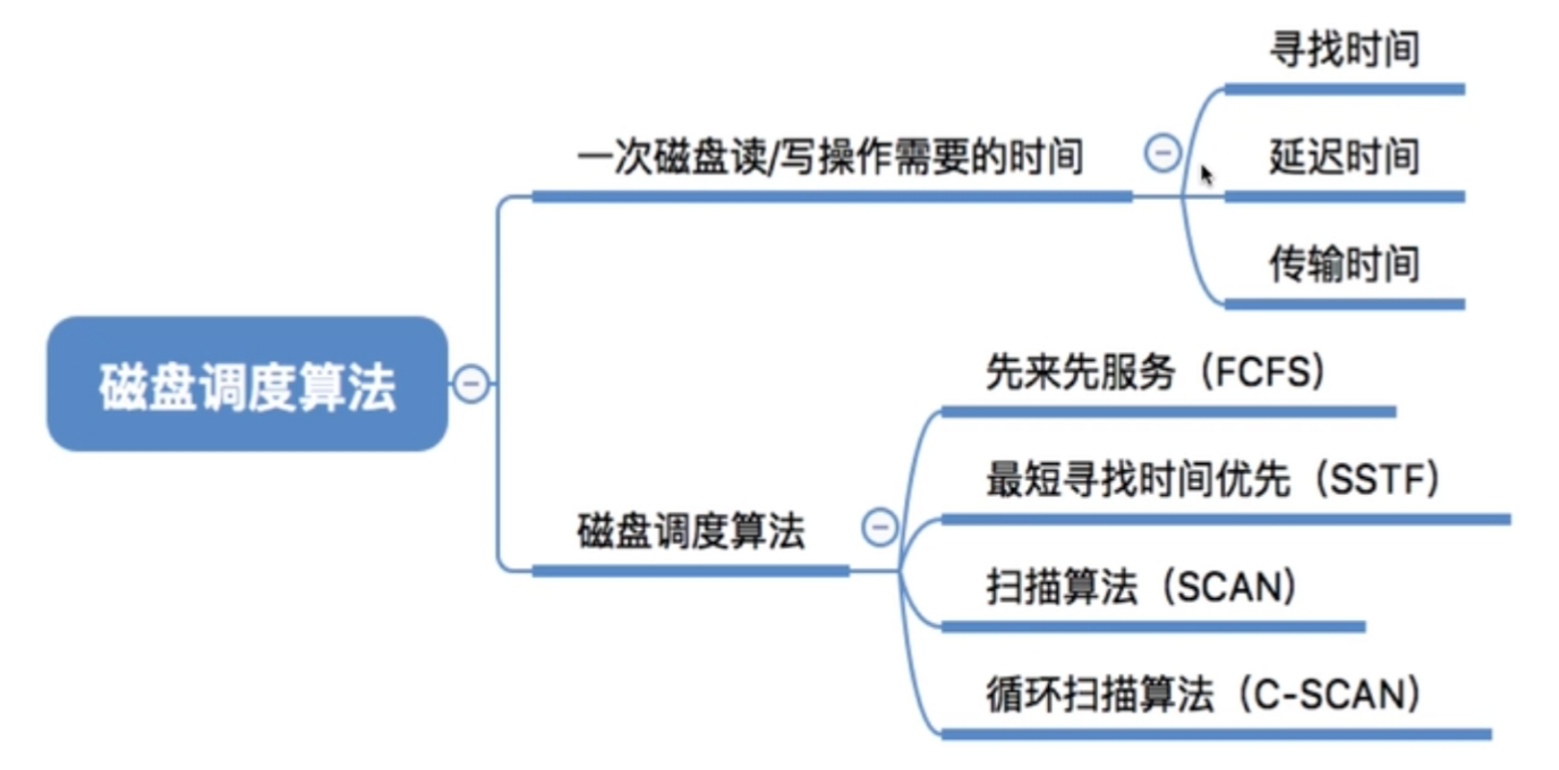 磁盘调度算法
一次磁盘读/写操作需要的时间
寻找时间
延迟时间
传输时间
磁盘调度算法
先来先服务（FCFS）
最短寻找时间优先（SSTF）
扫描算法（SCAN）
循环扫描算法（C-SCAN）